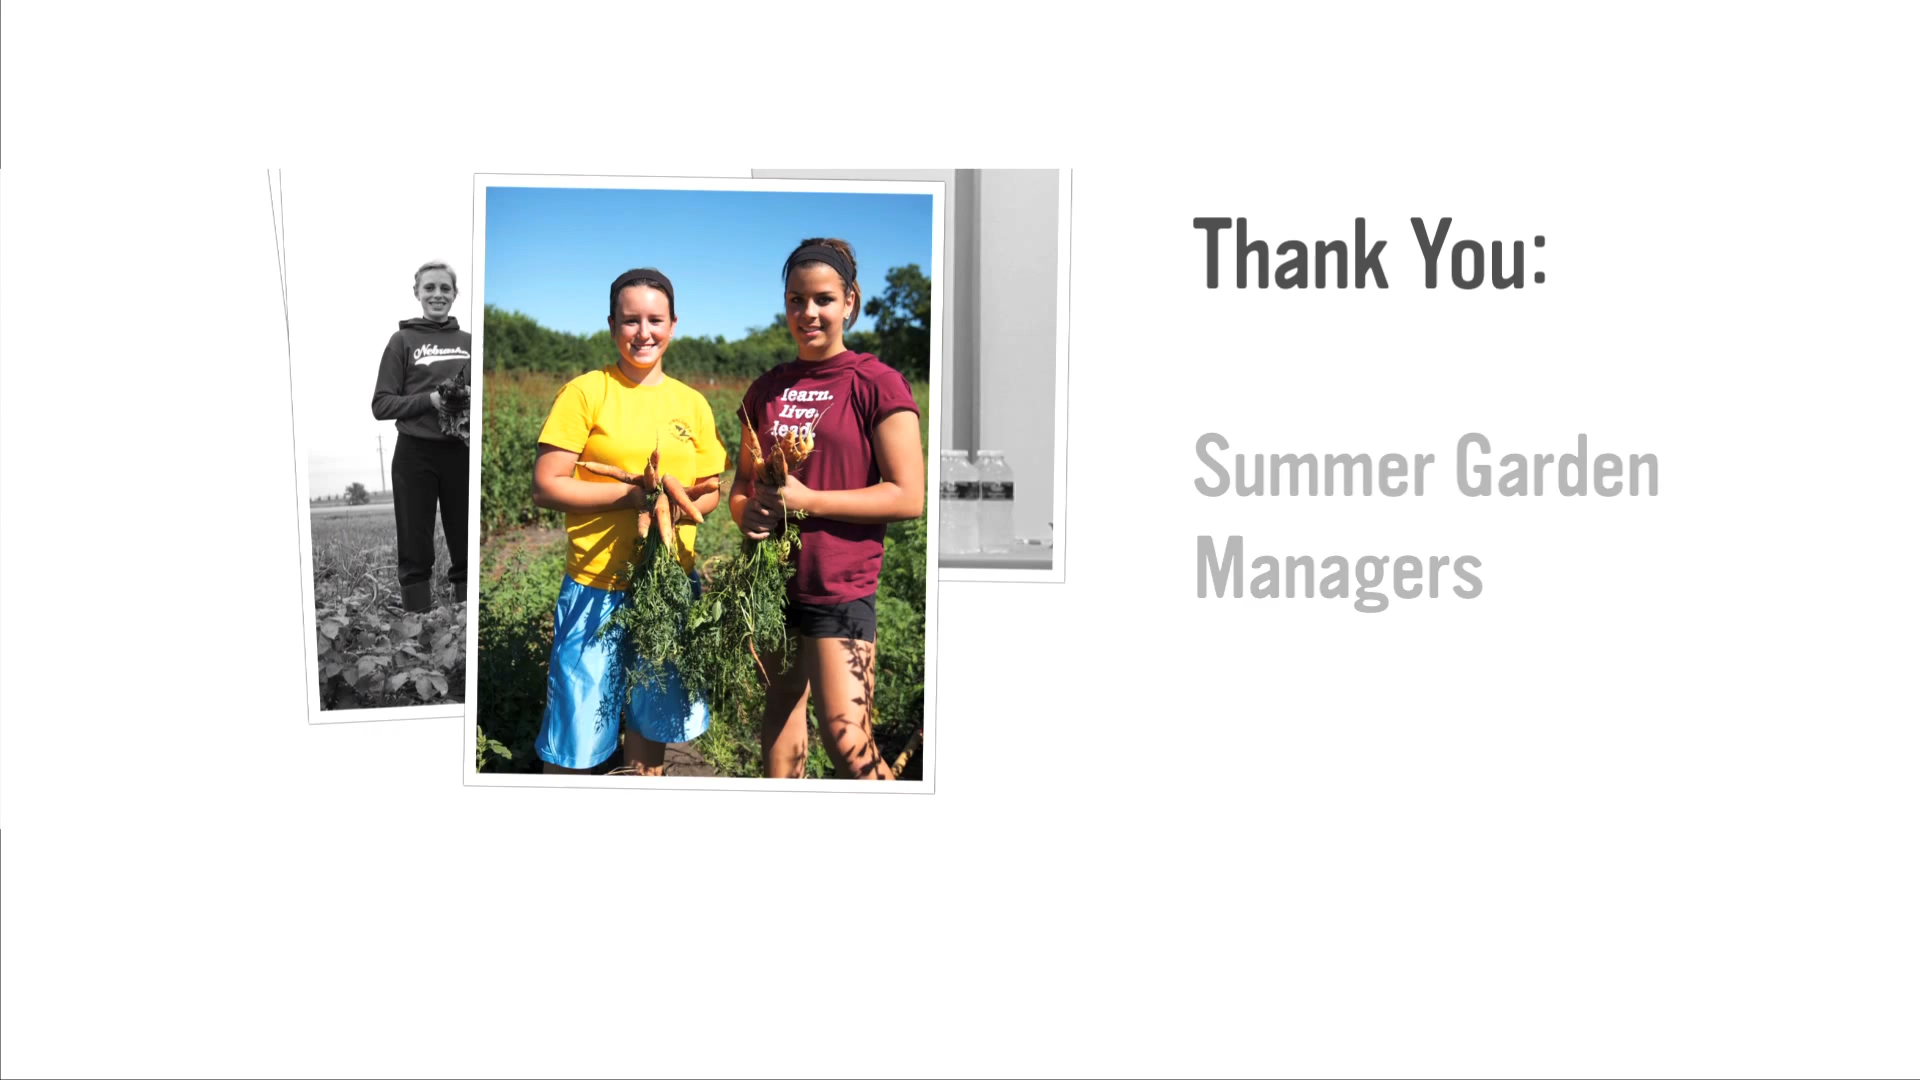 Thank You:
Summer Garden
Managers
learn.
live.
lead.